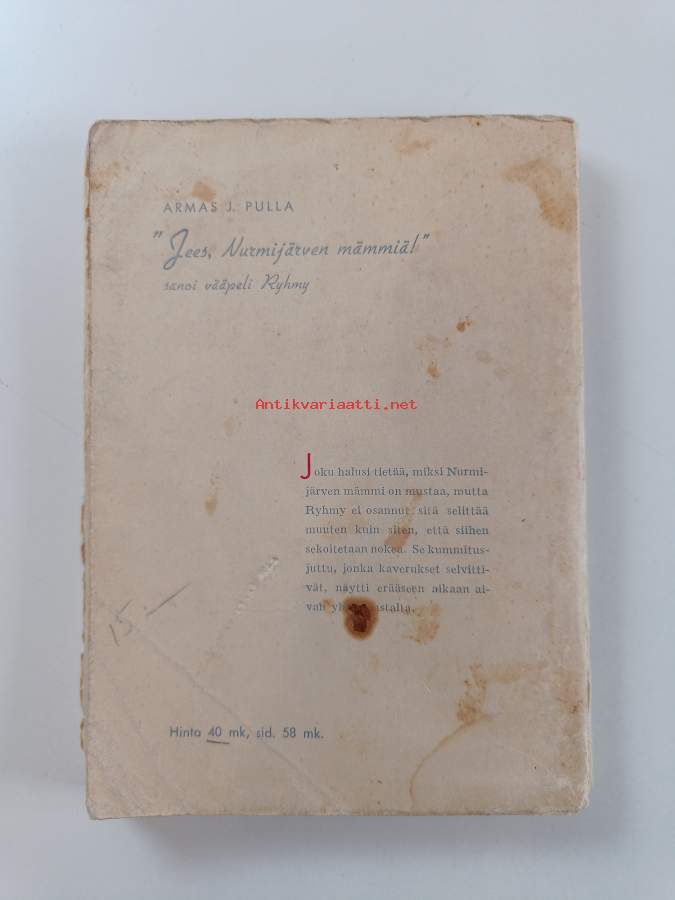 ARMAS J. PULLA
"Jees, Nurmijärven mämmiä!"
sanoi vääpeli Ryhmy
Antikvariaatti.net
Joku halusi tietää, miksi Nurmi-
järven mämmi on mustaa, mutta
Ryhmy ei osannut sitä selittää
muuten kuin siten, että siihen
sekoitetaan nokea. Se kummitus-
juttu, jonka kaverukset selvitti-
vät, näytti erääseen aikaan ai-
van
15.—
Hinta 40 mk, sid. 58 mk.